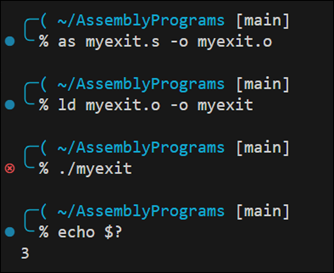 ( ~/AssemblyPrograms [main]
% as myexit.s -o myexit.o
( ~/AssemblyPrograms [main]
% ld myexit.o -o myexit
( ~/AssemblyPrograms [main]
% ./myexit
( ~/AssemblyPrograms [main]
% echo $?
3